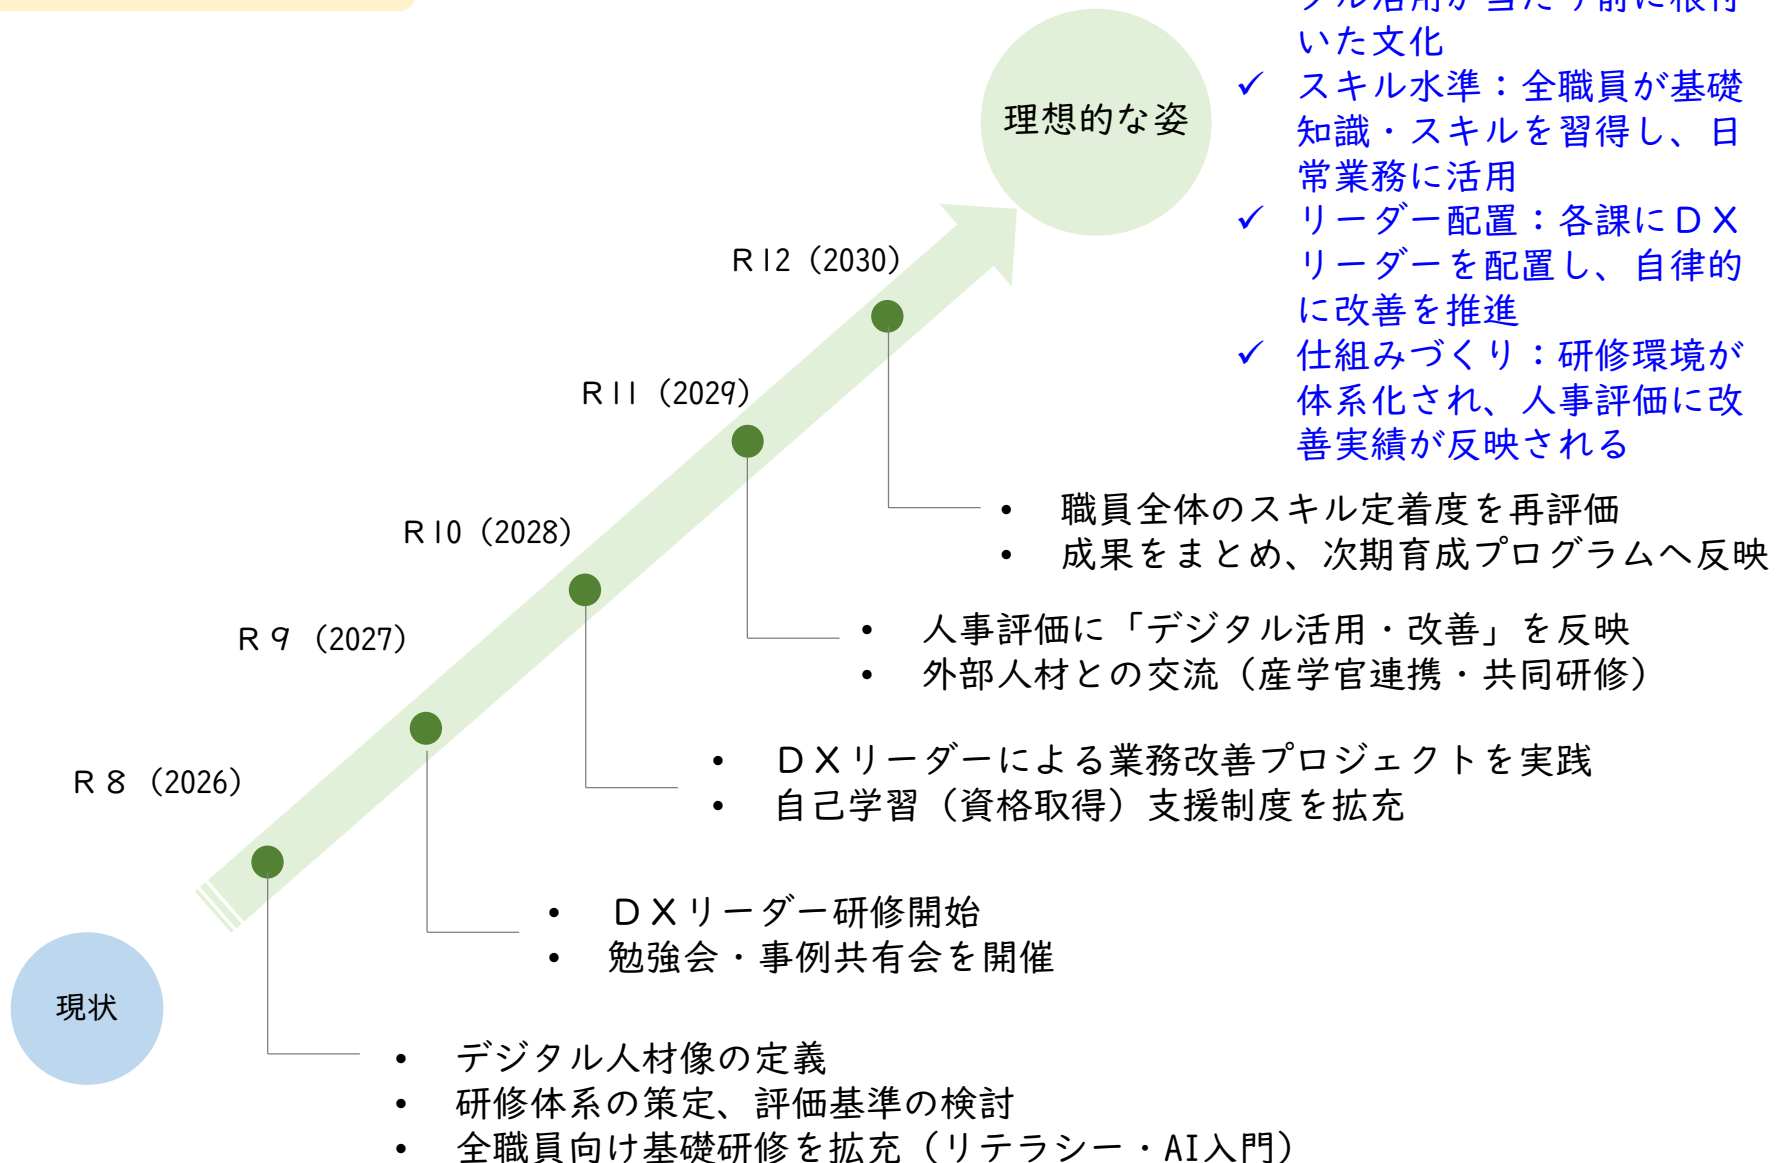 いた文化
✓ スキル水準：全職員が基礎
知識・スキルを習得し、日
常業務に活用
✓ リーダー配置：各課にＤＸ
リーダーを配置し、自律的
に改善を推進
✓ 仕組みづくり：研修環境が
体系化され、人事評価に改
善実績が反映される
理想的な姿
Ｒ12（2030）
• 職員全体のスキル定着度を再評価
• 成果をまとめ、次期育成プログラムへ反映
Ｒ11（2029）
• 人事評価に「デジタル活用・改善」を反映
• 外部人材との交流（産学官連携・共同研修）
Ｒ10（2028）
• ＤＸリーダーによる業務改善プロジェクトを実践
• 自己学習（資格取得）支援制度を拡充
Ｒ９（2027）
• ＤＸリーダー研修開始
• 勉強会・事例共有会を開催
Ｒ８（2026）
• デジタル人材像の定義
• 研修体系の策定、評価基準の検討
• 全職員向け基礎研修を拡充（リテラシー・AI入門）
現状